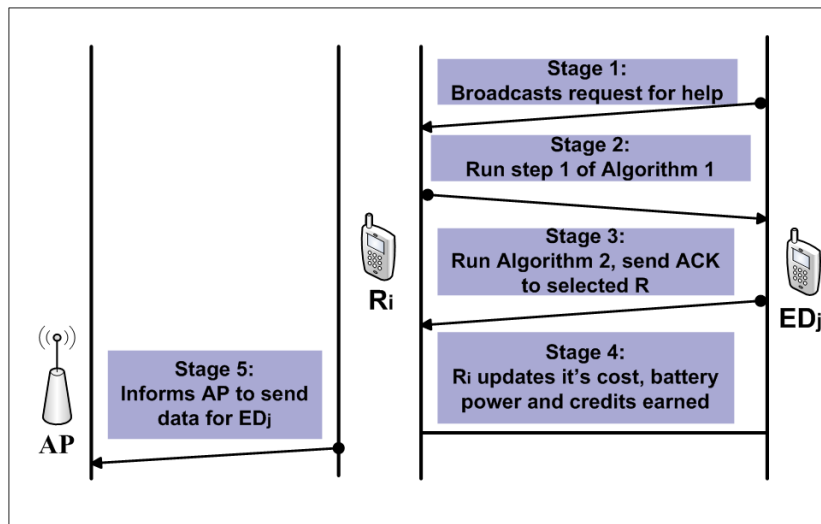 Stage 1:
Broadcasts request for help
Stage 2:
Run step 1 of Algorithm 1
Stage 3:
Run Algorithm 2, send ACK
to selected R
Ri
EDj
Stage 4:
Ri updates it's cost, battery
power and credits earned
Stage 5:
Informs AP to send
data for EDj
AP